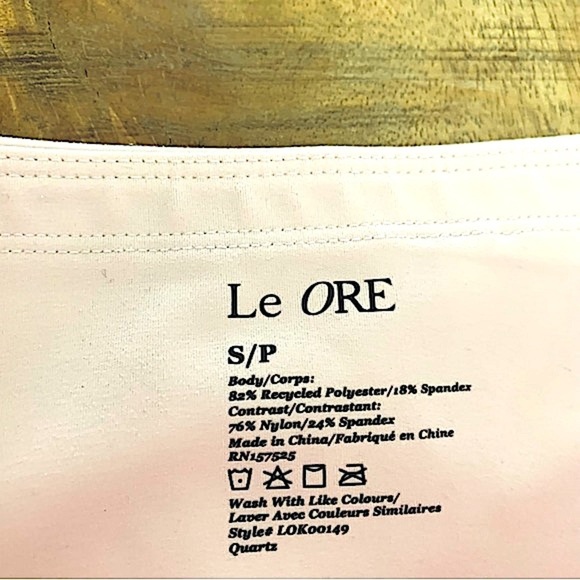 Le ORE
S/P
Body/Corps:
82% Recycled Polyester/18% Spandex
Contrast/Contrastant:
76% Nylon/24% Spandex
Made in China/Fabriqué en Chine
RN157525
Wash With Like Colours/
Laver Avec Couleurs Similaires
Style# LOK00149
Quartz